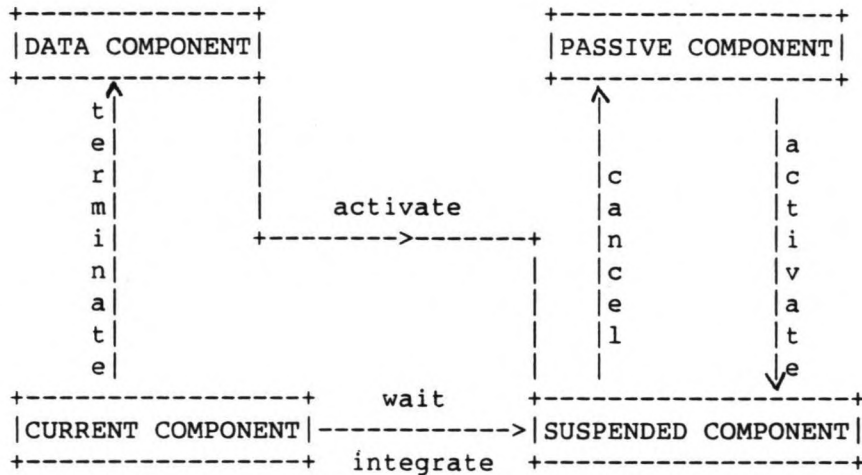 DATA COMPONENT
PASSIVE COMPONENT
terminate
activate
cancel
activate
wait
CURRENT COMPONENT
SUSPENDED COMPONENT
integrate